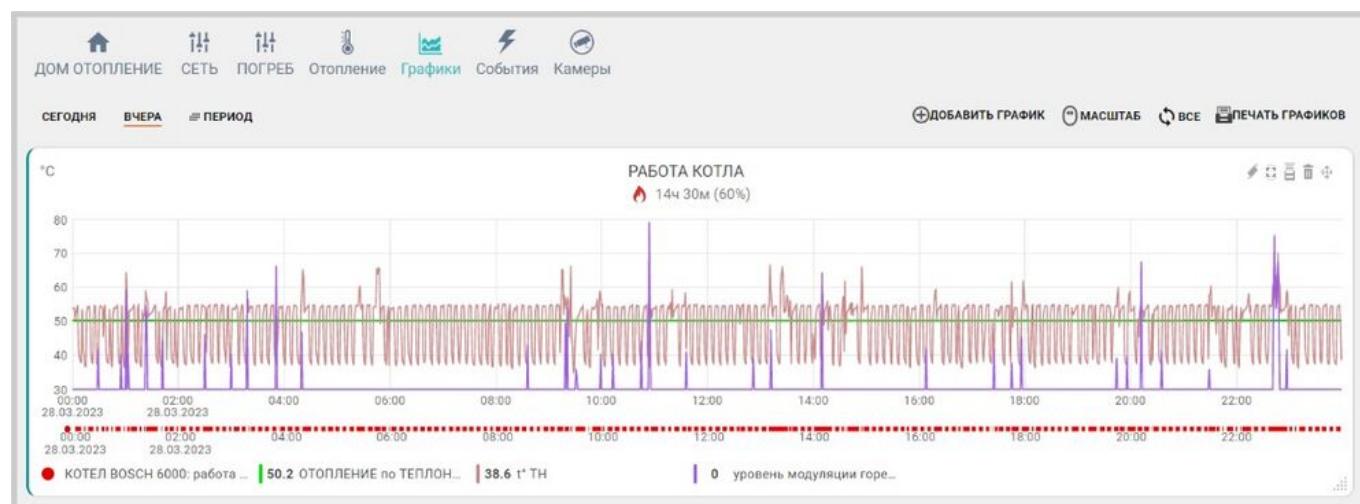 ДОМ ОТОПЛЕНИЕ СЕТЬ ПОГРЕБ Отопление Графики События Камеры
СЕГОДНЯ ВЧЕРА ПЕРИОД ДОБАВИТЬ ГРАФИК МАСШТАБ ВСЕ ПЕЧАТЬ ГРАФИКОВ
°C РАБОТА КОТЛА
14ч 30м (60%)
80
70
60
50
40
30
00:00 02:00 04:00 06:00 08:00 10:00 12:00 14:00 16:00 18:00 20:00 22:00
28.03.2023 28.03.2023
00:00 02:00 04:00 06:00 08:00 10:00 12:00 14:00 16:00 18:00 20:00 22:00
28.03.2023 28.03.2023
КОТЕЛ BOSCH 6000: работа ... 50.2 ОТОПЛЕНИЕ по ТЕПЛОН... 38.6 t° ТН 0 уровень модуляции горе...